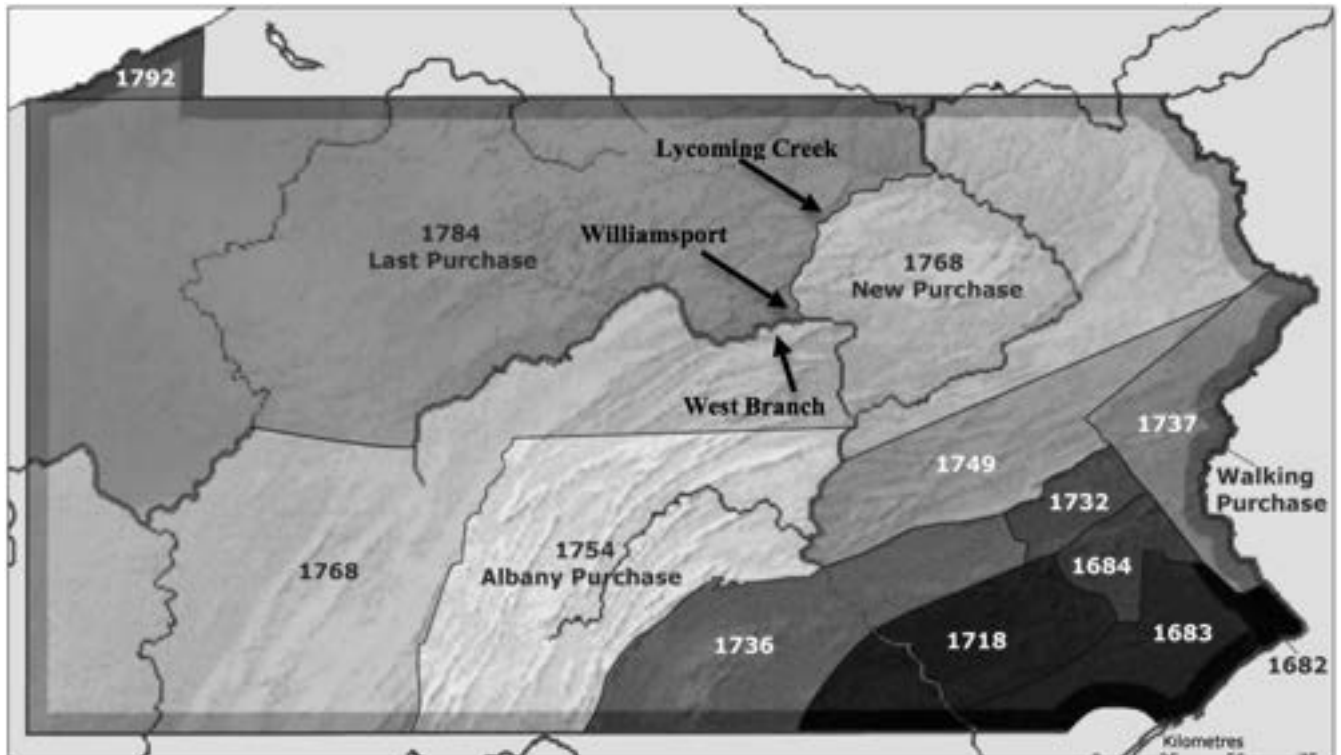 1792
Lycoming Creek
1784
Last Purchase
Williamsport
1768
New Purchase
West Branch
1737
Walking
Purchase
1749
1732
1754
Albany Purchase
1768
1684
1736
1718
1683
1682
Kilometres